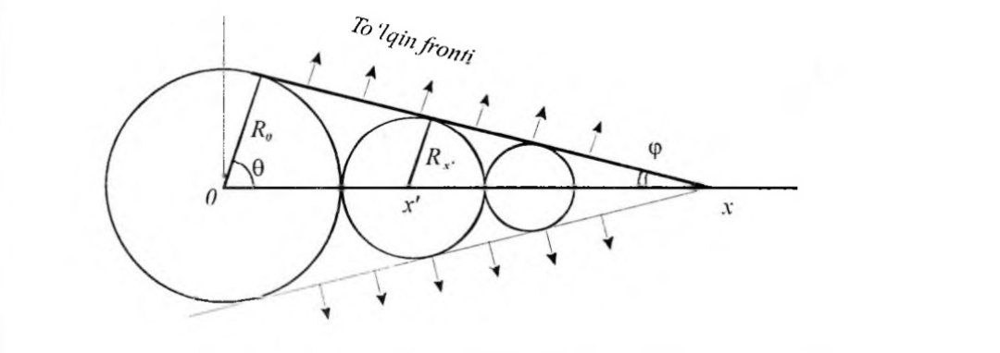 To 'lqin fronti
φ
R₀
θ
Rₓ'
0
x'
x